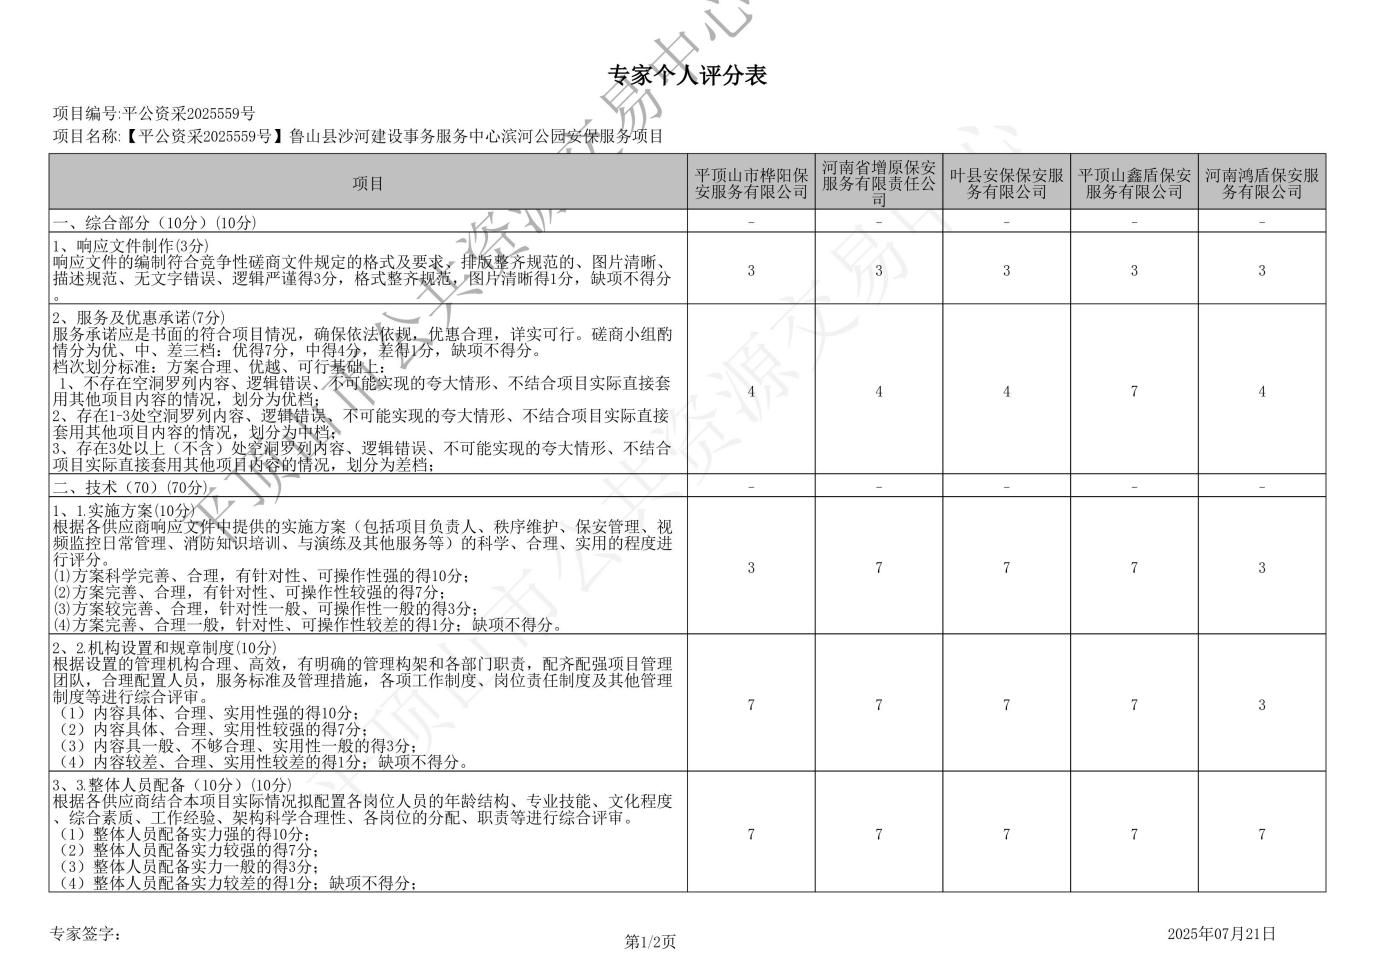 专家个人评分表
项目编号:平公资采2025559号
项目名称:【平公资采2025559号】鲁山县沙河建设事务服务中心滨河公园安保服务项目
项目
平顶山市桦阳保
安服务有限公司
河南省增原保安
服务有限责任公
司
叶县安保保安服
务有限公司
平顶山鑫盾保安
服务有限公司
河南鸿盾保安服
务有限公司
一、综合部分（10分）(10分)
- - - - -
1、响应文件制作(3分)
响应文件的编制符合竞争性磋商文件规定的格式及要求、排版整齐规范的、图片清晰、
描述规范、无文字错误、逻辑严谨得3分，格式整齐规范，图片清晰得1分，缺项不得分
。
3 3 3 3 3
2、服务及优惠承诺(7分)
服务承诺应是书面的符合项目情况，确保依法依规，优惠合理，详实可行。磋商小组酌
情分为优、中、差三档：优得7分，中得4分，差得1分，缺项不得分。
档次划分标准：方案合理、优越、可行基础上：
1、不存在空洞罗列内容、逻辑错误、不可能实现的夸大情形、不结合项目实际直接套
用其他项目内容的情况，划分为优档；
2、存在1-3处空洞罗列内容、逻辑错误、不可能实现的夸大情形、不结合项目实际直接
套用其他项目内容的情况，划分为中档；
3、存在3处以上（不含）处空洞罗列内容、逻辑错误、不可能实现的夸大情形、不结合
项目实际直接套用其他项目内容的情况，划分为差档；
4 4 4 7 4
二、技术（70）(70分)
- - - - -
1、1.实施方案(10分)
根据各供应商响应文件中提供的实施方案（包括项目负责人、秩序维护、保安管理、视
频监控日常管理、消防知识培训、与演练及其他服务等）的科学、合理、实用的程度进
行评分。
(1)方案科学完善、合理，有针对性、可操作性强的得10分；
(2)方案完善、合理，有针对性、可操作性较强的得7分；
(3)方案较完善、合理，针对性一般、可操作性一般的得3分；
(4)方案完善、合理一般，针对性、可操作性较差的得1分；缺项不得分。
3 7 7 7 3
2、2.机构设置和规章制度(10分)
根据设置的管理机构合理、高效，有明确的管理构架和各部门职责，配齐配强项目管理
团队，合理配置人员，服务标准及管理措施，各项工作制度、岗位责任制度及其他管理
制度等进行综合评审。
（1）内容具体、合理、实用性强的得10分；
（2）内容具体、合理、实用性较强的得7分；
（3）内容具一般、不够合理、实用性一般的得3分；
（4）内容较差、合理、实用性较差的得1分；缺项不得分。
7 7 7 7 3
3、3.整体人员配备（10分）(10分)
根据各供应商结合本项目实际情况拟配置各岗位人员的年龄结构、专业技能、文化程度
、综合素质、工作经验、架构科学合理性、各岗位的分配、职责等进行综合评审。
（1）整体人员配备实力强的得10分；
（2）整体人员配备实力较强的得7分；
（3）整体人员配备实力一般的得3分；
（4）整体人员配备实力较差的得1分；缺项不得分；
7 7 7 7 7
专家签字：
第1/2页
2025年07月21日
平顶山市公共资源交易中心
平顶山市公共资源交易中心